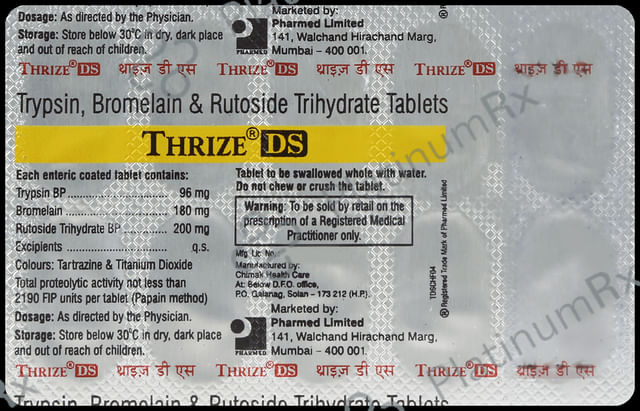 Dosage: As directed by the Physician.
Storage: Store below 30°C in dry, dark place
and out of reach of children.
PHARMED
Pharmed Limited
141, Walchand Hirachand Marg,
Mumbai - 400 001.
THRIZE® DS थ्राइज़ डी एस THRIZE® DS थ्राइज़ डी एस THRIZE® DS थ्राइज़ डी एस
Trypsin, Bromelain & Rutoside Trihydrate Tablets
THRIZE® DS
Each enteric coated tablet contains:
Trypsin BP ........................ 96 mg
Bromelain ........................ 180 mg
Rutoside Trihydrate BP ........ 200 mg
Excipients ........................ q.s.
Colours: Tartrazine & Titanium Dioxide
Total proteolytic activity not less than
2190 FIP units per tablet (Papain method)
Dosage: As directed by the Physician.
Storage: Store below 30°C in dry, dark place
and out of reach of children.
Tablet to be swallowed whole with water.
Do not chew or crush the tablet.
Warning: To be sold by retail on the
prescription of a Registered Medical
Practitioner only.
Mfg. Lic. No.
Manufactured by:
Chimak Health Care
At: Below D.F.O. office,
P.O. Galanag, Solan - 173 212 (H.P.).
Marketed by:
PHARMED
Pharmed Limited
141, Walchand Hirachand Marg,
Mumbai - 400 001.
TDSCHF04
® Registered Trade Mark of Pharmed Limited
THRIZE® DS थ्राइज़ डी एस THRIZE® DS थ्राइज़ डी एस THRIZE® DS थ्राइज़ डी एस
Trypsin, Bromelain & Rutoside Trihydrate Tablets
PlatinumRx
PlatinumRx
Rx